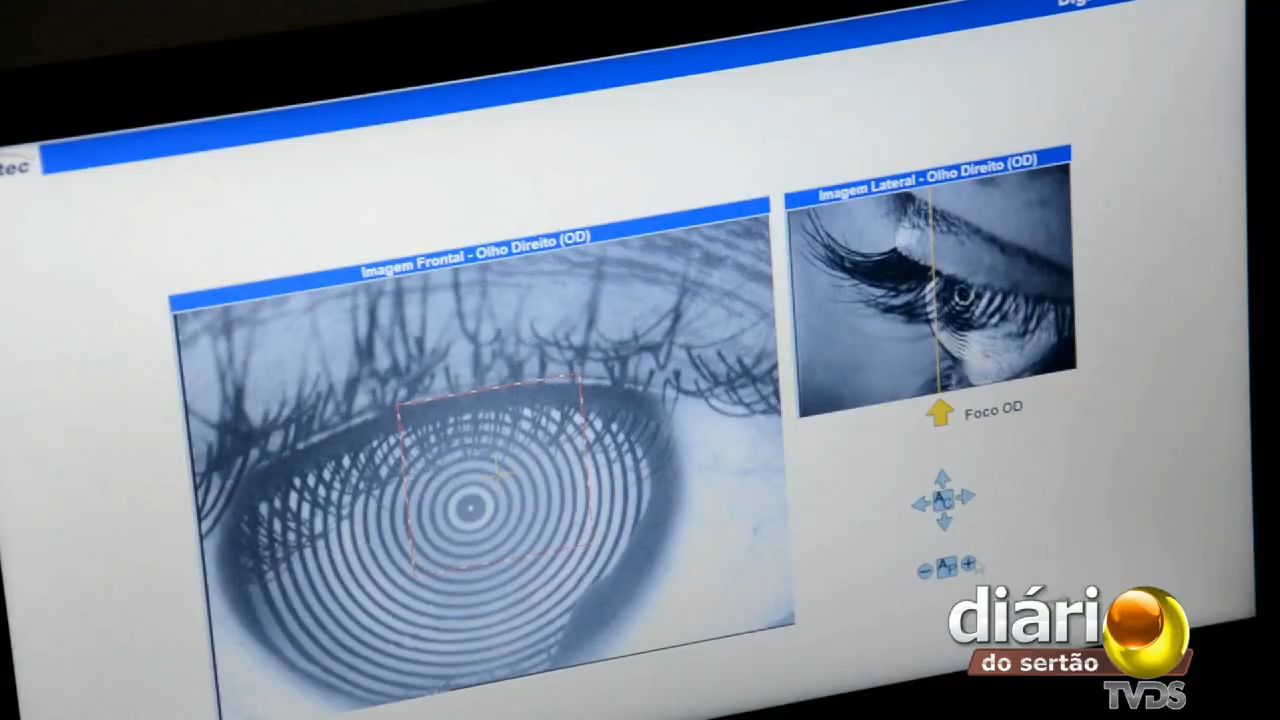 tec
Imagem Frontal - Olho Direito (OD)
Imagem Lateral - Olho Direito (OD)
Foco OD
diário
do sertão
TVDS